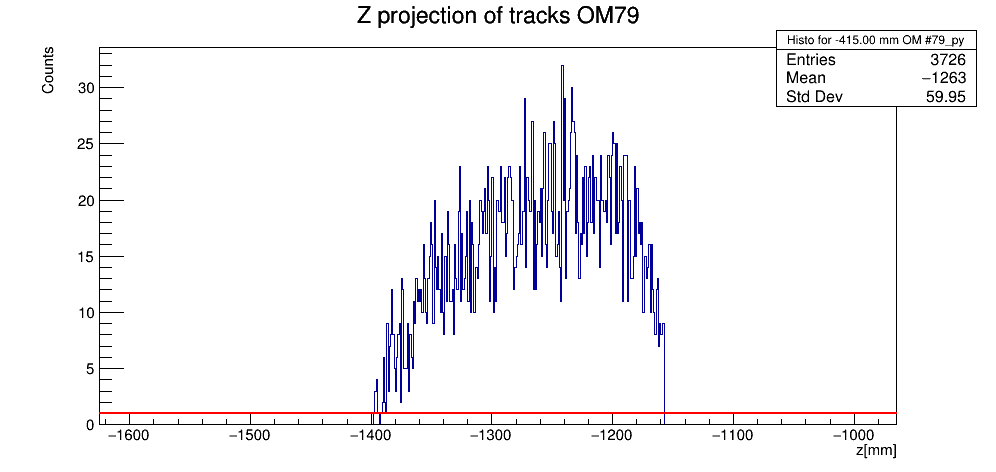 Z projection of tracks OM79
Histo for -415.00 mm OM #79_py
Entries 3726
Mean −1263
Std Dev 59.95
Counts
30
25
20
15
10
5
0
−1600 −1500 −1400 −1300 −1200 −1100 −1000
z[mm]